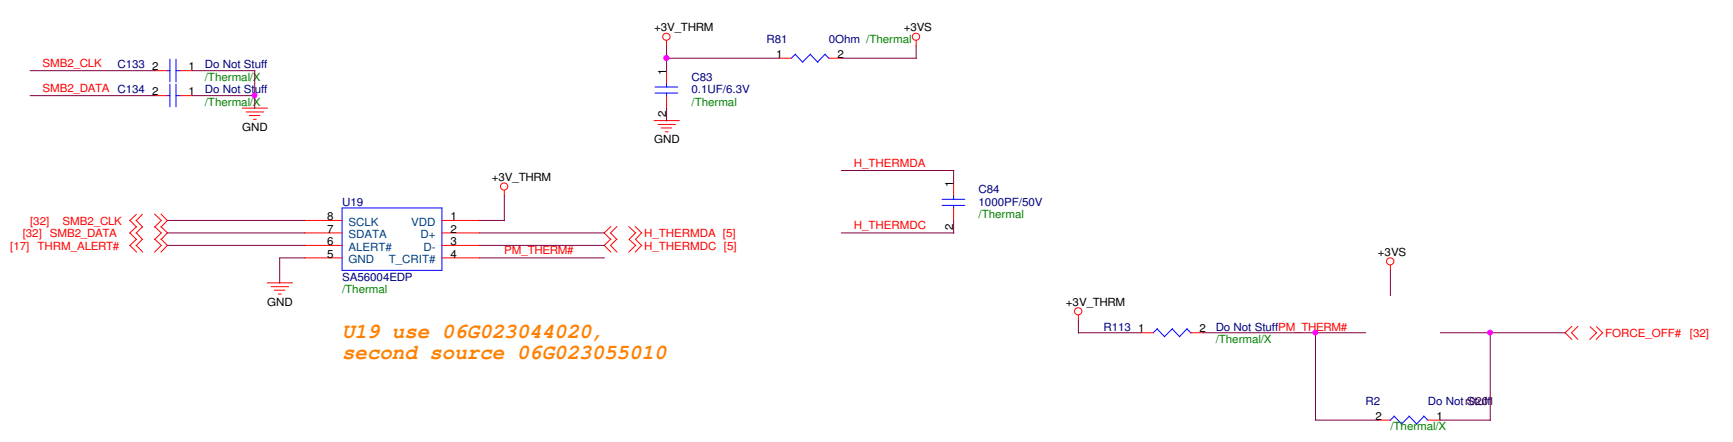 +3V_THRM
+3VS
R81
0Ohm /Thermal
1
2
SMB2_CLK C133 2 1 Do Not Stuff
/Thermal/X
SMB2_DATA C134 2 1 Do Not Stuff
/Thermal/X
GND
1
C83
0.1UF/6.3V
/Thermal
2
GND
H_THERMDA
1
C84
1000PF/50V
/Thermal
H_THERMDC
2
+3V_THRM
U19
[32] SMB2_CLK 8 SCLK VDD 1
[32] SMB2_DATA 7 SDATA D+ 2 H_THERMDA [5]
[17] THRM_ALERT# 6 ALERT# D- 3 H_THERMDC [5]
5 GND T_CRIT# 4 PM_THERM#
SA56004EDP
/Thermal
GND
U19 use 06G023044020,
second source 06G023055010
+3VS
+3V_THRM
R113 1 2 Do Not Stuff PM_THERM#
/Thermal/X
FORCE_OFF# [32]
R2 Do Not Stuff
2 1
/Thermal/X